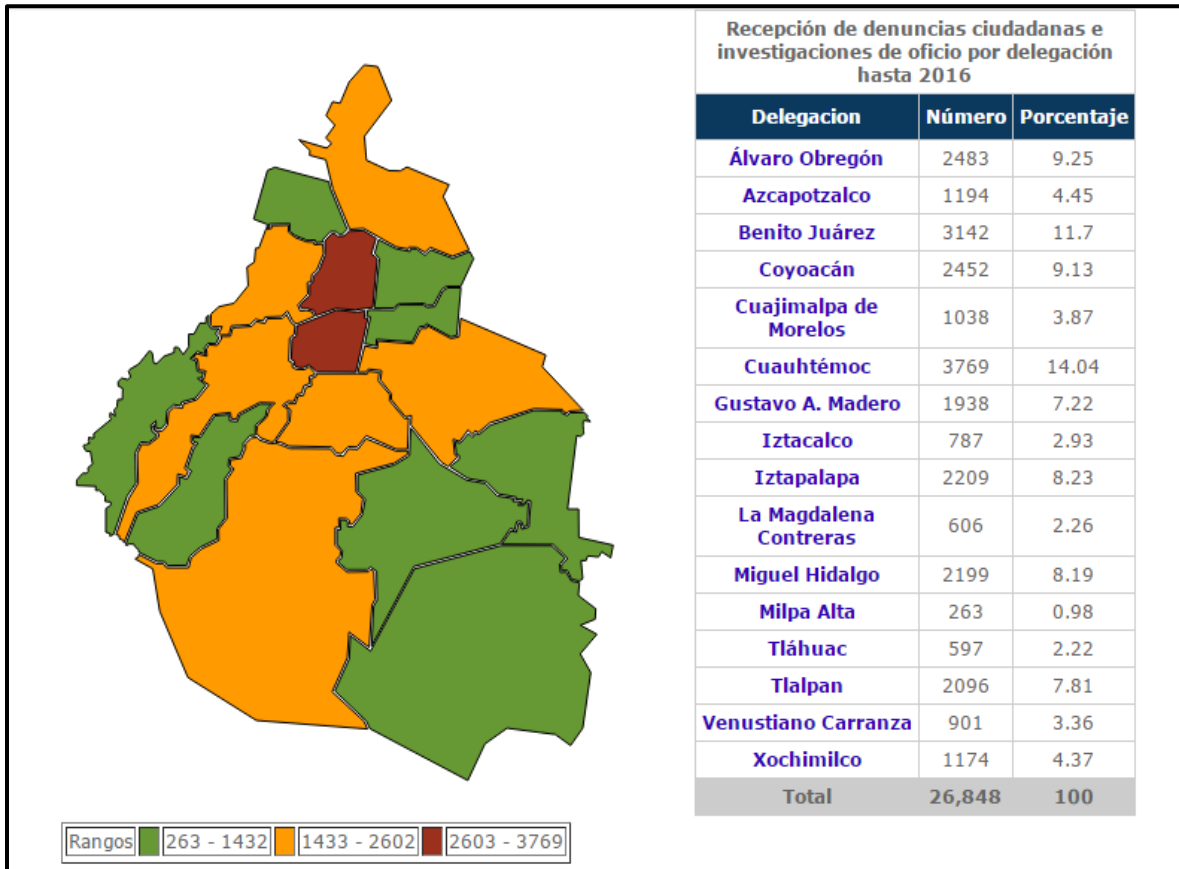 Recepción de denuncias ciudadanas e
investigaciones de oficio por delegación
hasta 2016
Delegacion Número Porcentaje
Álvaro Obregón 2483 9.25
Azcapotzalco 1194 4.45
Benito Juárez 3142 11.7
Coyoacán 2452 9.13
Cuajimalpa de
Morelos 1038 3.87
Cuauhtémoc 3769 14.04
Gustavo A. Madero 1938 7.22
Iztacalco 787 2.93
Iztapalapa 2209 8.23
La Magdalena
Contreras 606 2.26
Miguel Hidalgo 2199 8.19
Milpa Alta 263 0.98
Tláhuac 597 2.22
Tlalpan 2096 7.81
Venustiano Carranza 901 3.36
Xochimilco 1174 4.37
Total 26,848 100
Rangos 263 - 1432 1433 - 2602 2603 - 3769